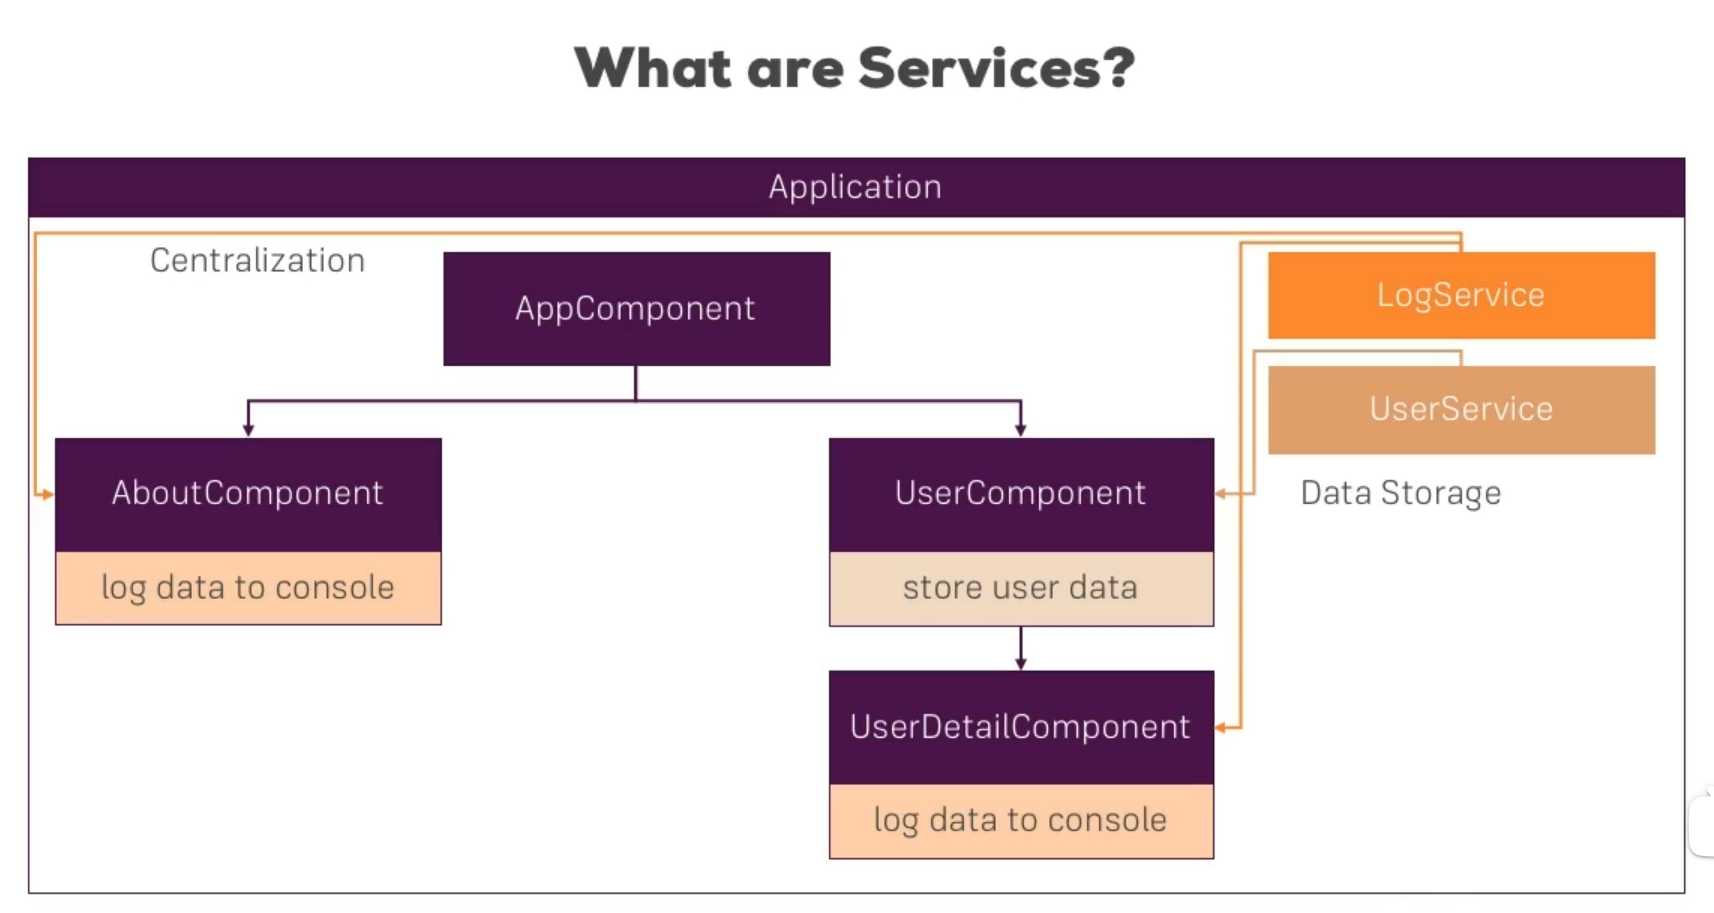 What are Services?
Application
Centralization
AppComponent
LogService
UserService
AboutComponent
UserComponent
Data Storage
log data to console
store user data
UserDetailComponent
log data to console